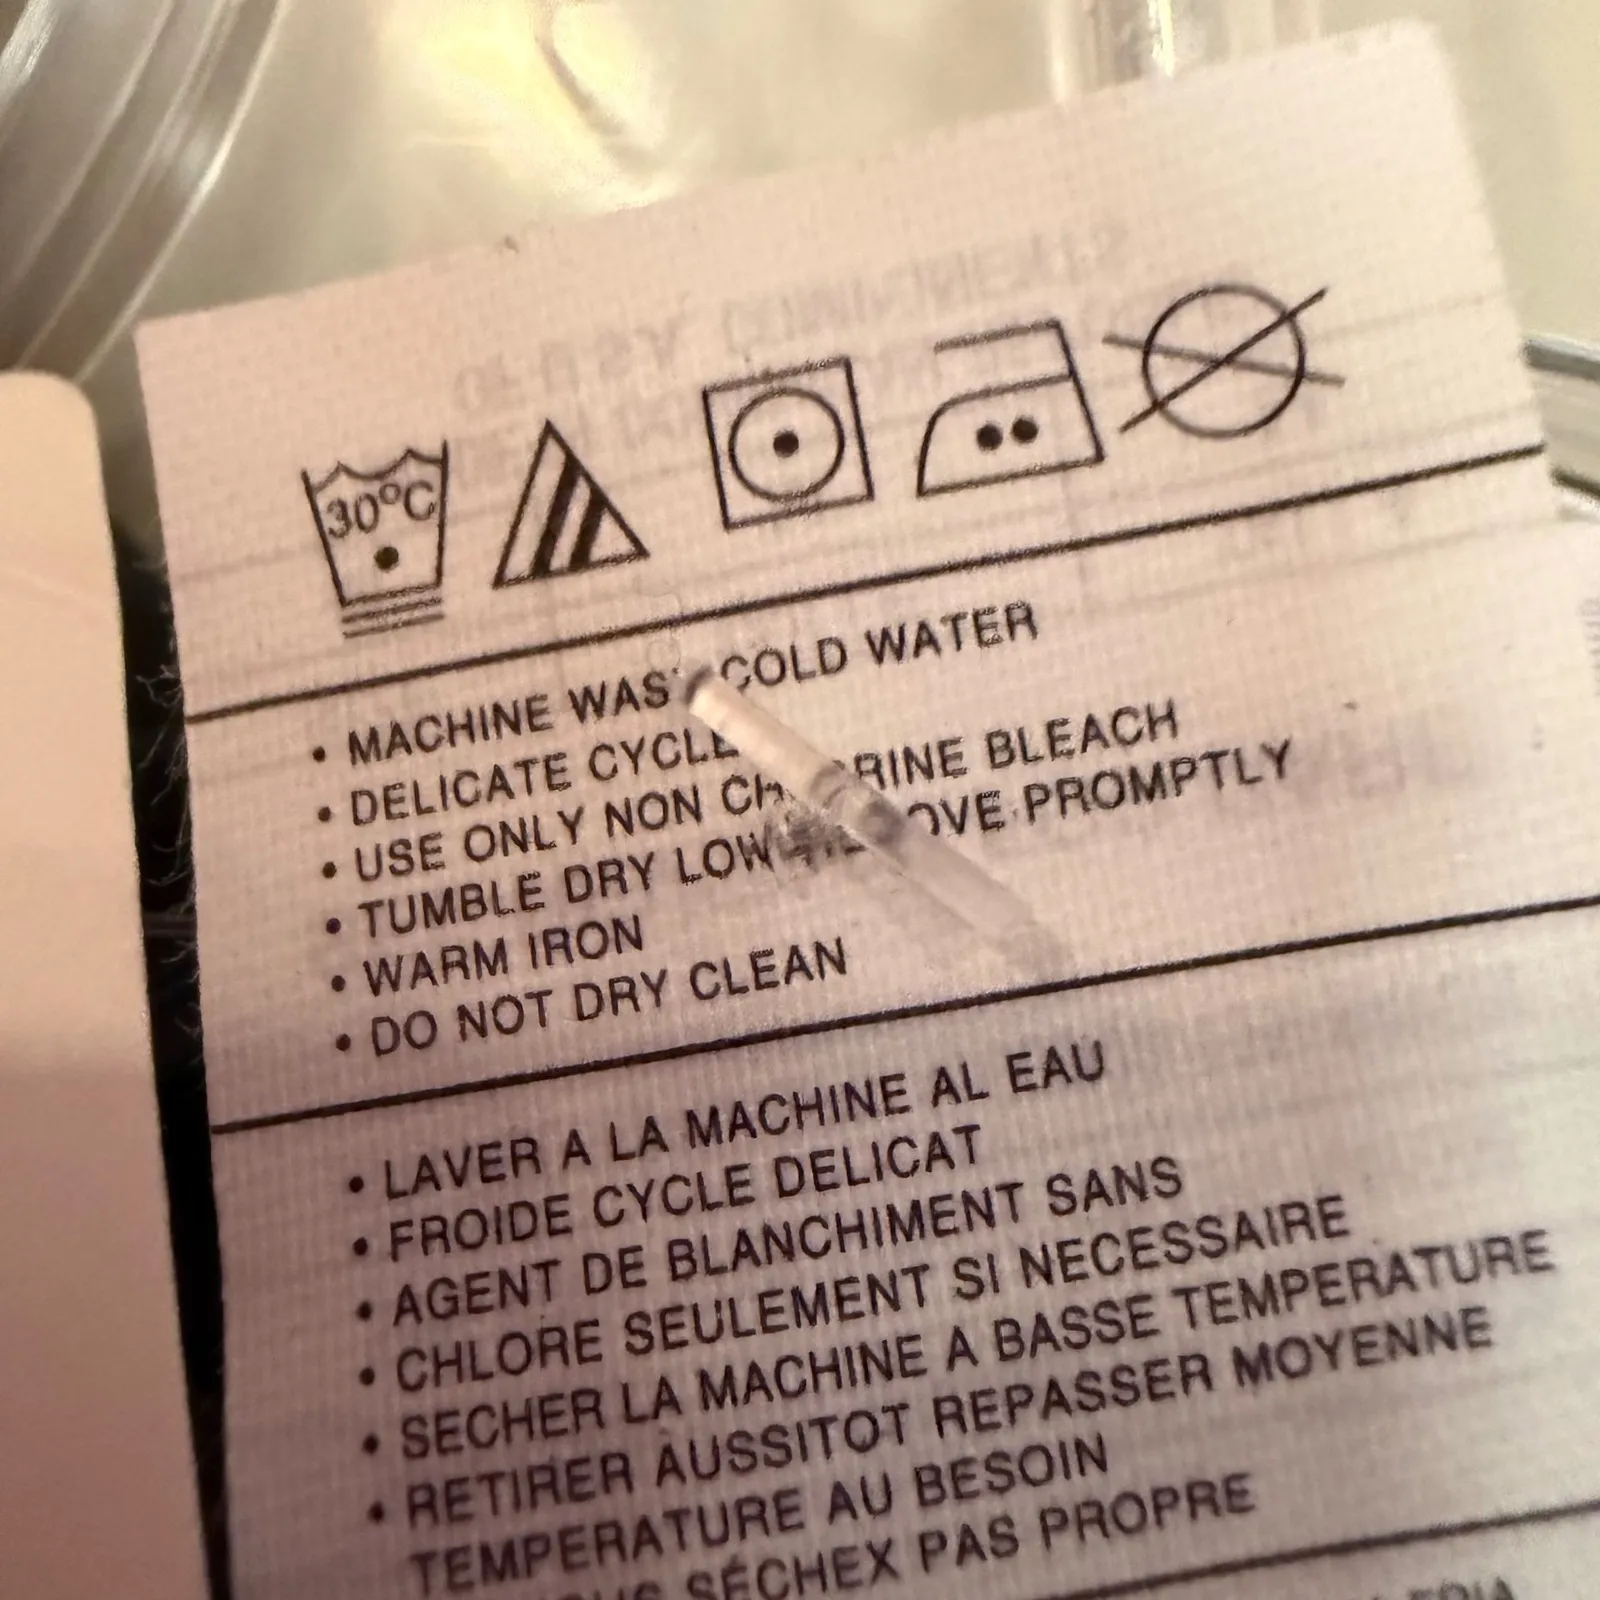 30°C
• MACHINE WAS COLD WATER
• DELICATE CYCLE
• USE ONLY NON CH RINE BLEACH
• TUMBLE DRY LOW OVE PROMPTLY
• WARM IRON
• DO NOT DRY CLEAN
• LAVER A LA MACHINE AL EAU
• FROIDE CYCLE DELICAT
• AGENT DE BLANCHIMENT SANS
• CHLORE SEULEMENT SI NECESSAIRE
• SECHER LA MACHINE A BASSE TEMPERATURE
• RETIRER AUSSITOT REPASSER MOYENNE
TEMPERATURE AU BESOIN
SÉCHEX PAS PROPRE